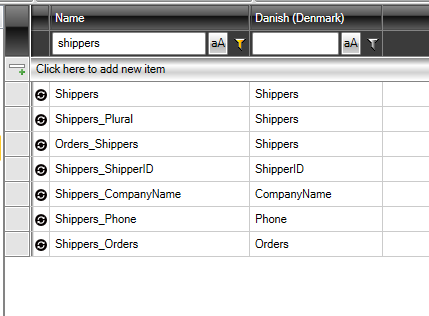 Name Danish (Denmark)
shippers aA aA
Click here to add new item
Shippers Shippers
Shippers_Plural Shippers
Orders_Shippers Shippers
Shippers_ShipperID ShipperID
Shippers_CompanyName CompanyName
Shippers_Phone Phone
Shippers_Orders Orders